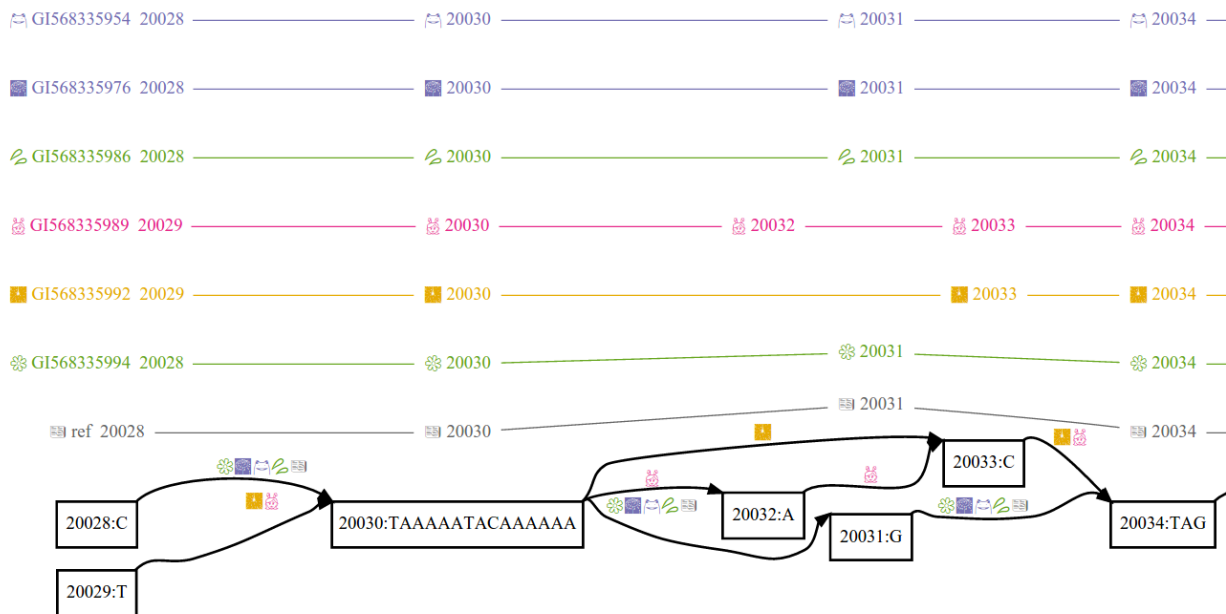 GI568335954 20028 20030 20031 20034
GI568335976 20028 20030 20031 20034
GI568335986 20028 20030 20031 20034
GI568335989 20029 20030 20032 20033 20034
GI568335992 20029 20030 20033 20034
GI568335994 20028 20030 20031 20034
ref 20028 20030 20031 20034
20033:C
20028:C
20030:TAAAAATACAAAAAA
20032:A
20031:G
20034:TAG
20029:T